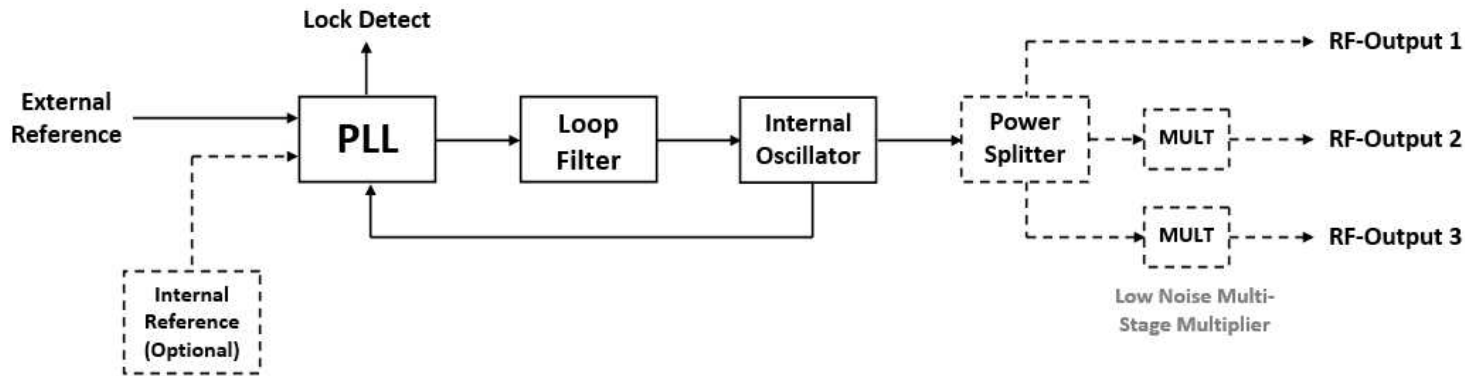 Lock Detect
External
Reference
PLL
Loop
Filter
Internal
Oscillator
Power
Splitter
RF-Output 1
MULT
RF-Output 2
MULT
RF-Output 3
Low Noise Multi-
Stage Multiplier
Internal
Reference
(Optional)